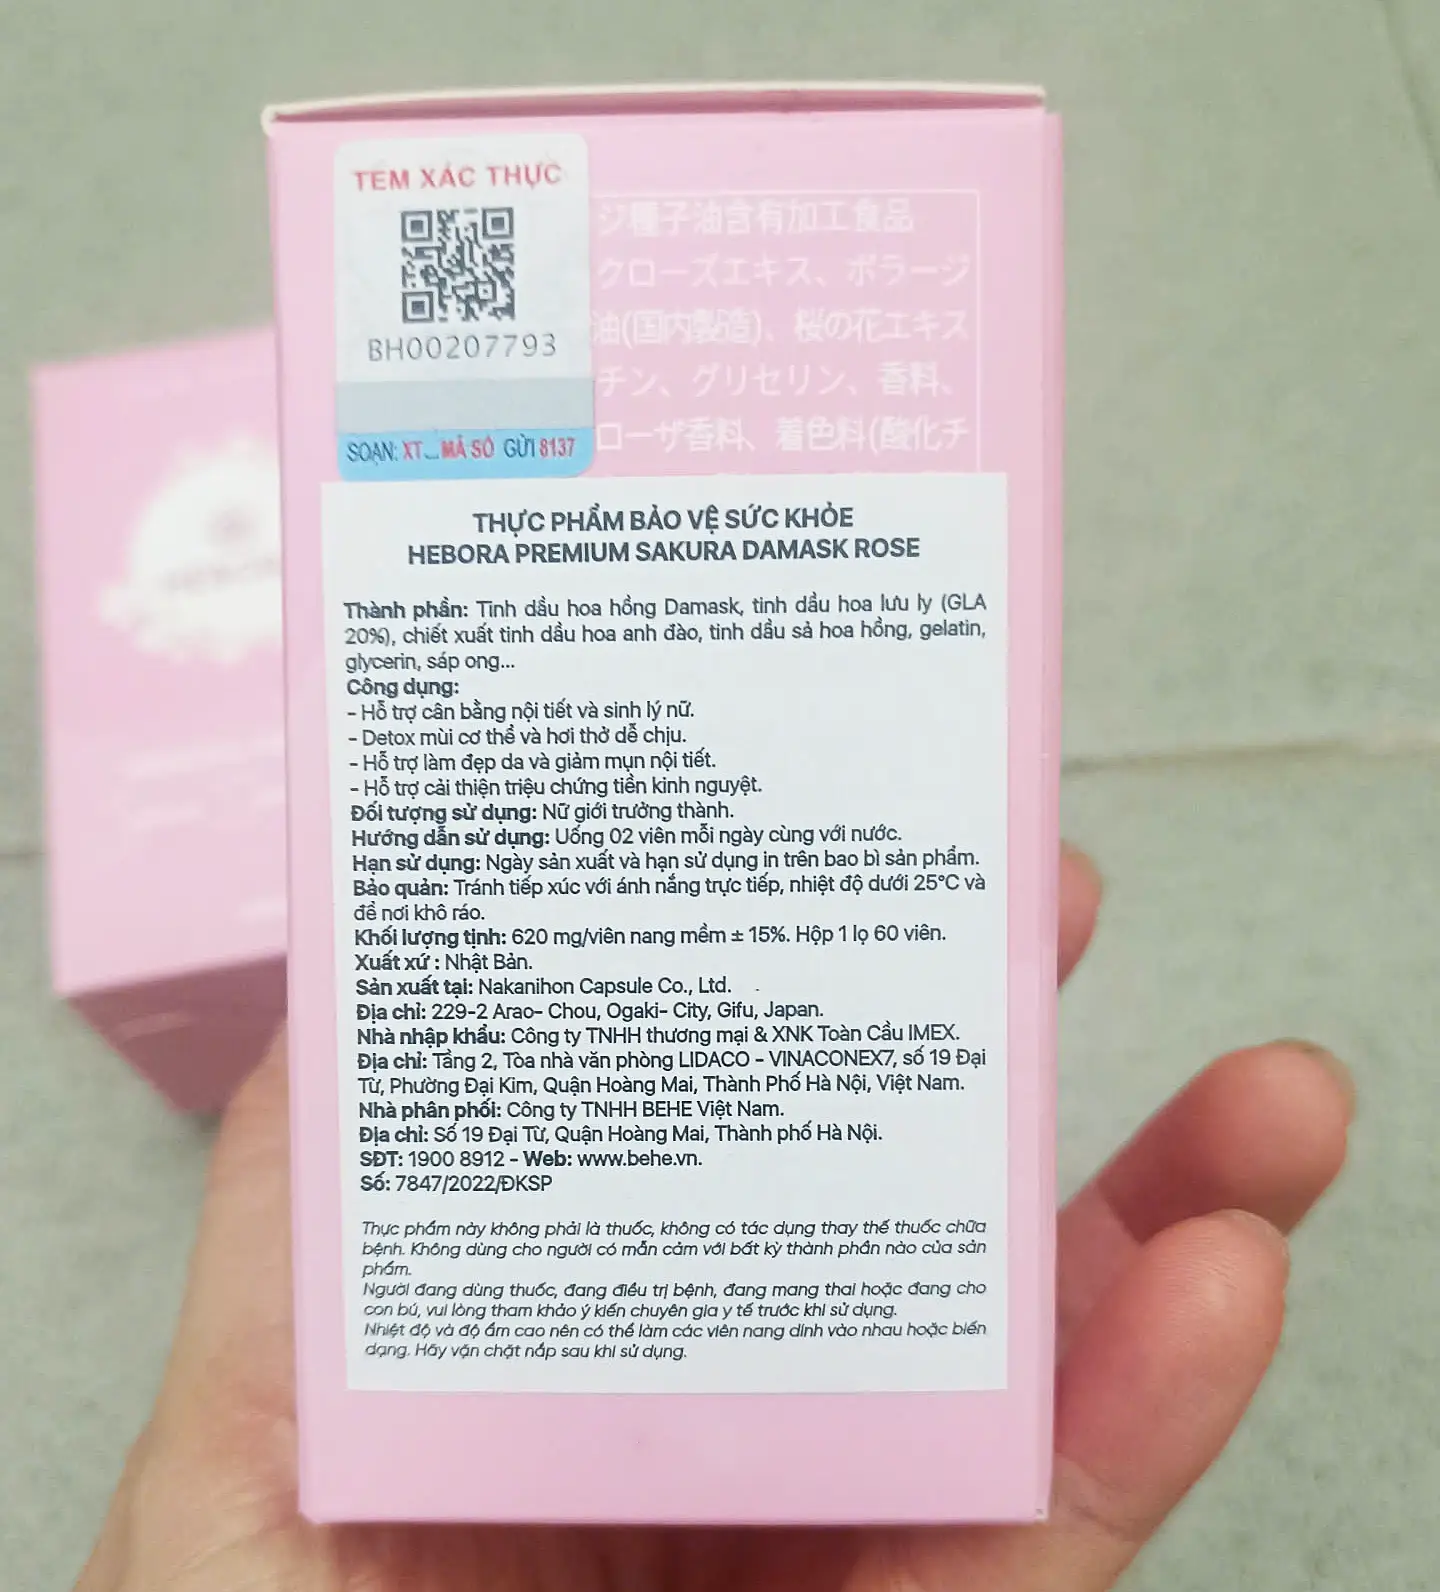 TEM XÁC THỰC
BH00207793
SOẠN: XT_MÃ SỐ GỬI 8137
ジ種子油含有加工食品
クローズエキス、ボラージ
油(国内製造)、桜の花エキス
チン、グリセリン、香料、
ローザ香料、着色料(酸化チ
THỰC PHẨM BẢO VỆ SỨC KHỎE
HEBORA PREMIUM SAKURA DAMASK ROSE
Thành phần: Tinh dầu hoa hồng Damask, tinh dầu hoa lưu ly (GLA
20%), chiết xuất tinh dầu hoa anh đào, tinh dầu sả hoa hồng, gelatin,
glycerin, sáp ong...
Công dụng:
- Hỗ trợ cân bằng nội tiết và sinh lý nữ.
- Detox mùi cơ thể và hơi thở dễ chịu.
- Hỗ trợ làm đẹp da và giảm mụn nội tiết.
- Hỗ trợ cải thiện triệu chứng tiền kinh nguyệt.
Đối tượng sử dụng: Nữ giới trưởng thành.
Hướng dẫn sử dụng: Uống 02 viên mỗi ngày cùng với nước.
Hạn sử dụng: Ngày sản xuất và hạn sử dụng in trên bao bì sản phẩm.
Bảo quản: Tránh tiếp xúc với ánh nắng trực tiếp, nhiệt độ dưới 25°C và
để nơi khô ráo.
Khối lượng tịnh: 620 mg/viên nang mềm ± 15%. Hộp 1 lọ 60 viên.
Xuất xứ : Nhật Bản.
Sản xuất tại: Nakanihon Capsule Co., Ltd.
Địa chỉ: 229-2 Arao- Chou, Ogaki- City, Gifu, Japan.
Nhà nhập khẩu: Công ty TNHH thương mại & XNK Toàn Cầu IMEX.
Địa chỉ: Tầng 2, Tòa nhà văn phòng LIDACO - VINACONEX7, số 19 Đại
Từ, Phường Đại Kim, Quận Hoàng Mai, Thành Phố Hà Nội, Việt Nam.
Nhà phân phối: Công ty TNHH BEHE Việt Nam.
Địa chỉ: Số 19 Đại Từ, Quận Hoàng Mai, Thành phố Hà Nội.
SĐT: 1900 8912 - Web: www.behe.vn.
Số: 7847/2022/ĐKSP
Thực phẩm này không phải là thuốc, không có tác dụng thay thế thuốc chữa
bệnh. Không dùng cho người có mẫn cảm với bất kỳ thành phần nào của sản
phẩm.
Người đang dùng thuốc, đang điều trị bệnh, đang mang thai hoặc đang cho
con bú, vui lòng tham khảo ý kiến chuyên gia y tế trước khi sử dụng.
Nhiệt độ và độ ẩm cao nên có thể làm các viên nang dính vào nhau hoặc biến
dạng. Hãy vặn chặt nắp sau khi sử dụng.